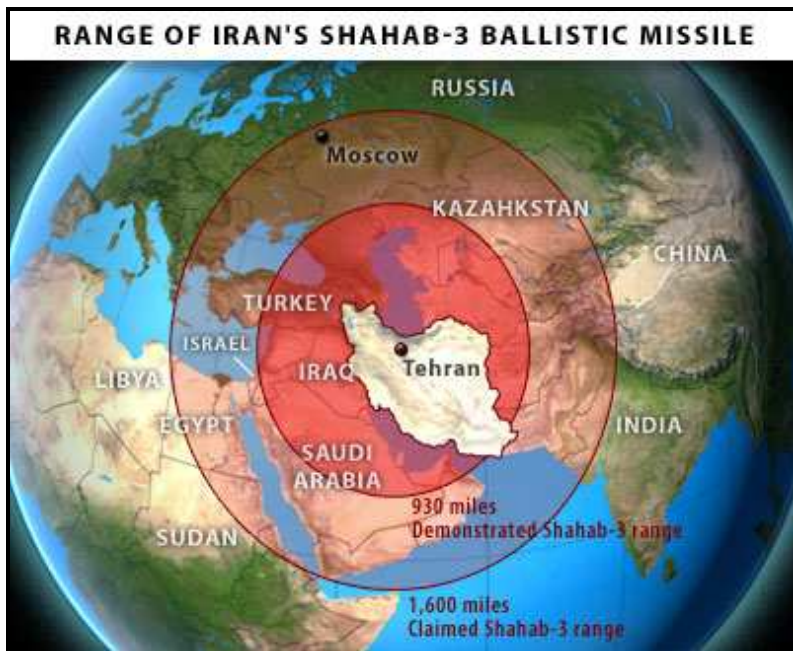 RANGE OF IRAN'S SHAHAB-3 BALLISTIC MISSILE
RUSSIA
Moscow
KAZAHKSTAN
CHINA
TURKEY
ISRAEL
IRAQ
Tehran
LIBYA
EGYPT
INDIA
SAUDI
ARABIA
930 miles
Demonstrated Shahab-3 range
SUDAN
1,600 miles
Claimed Shahab-3 range